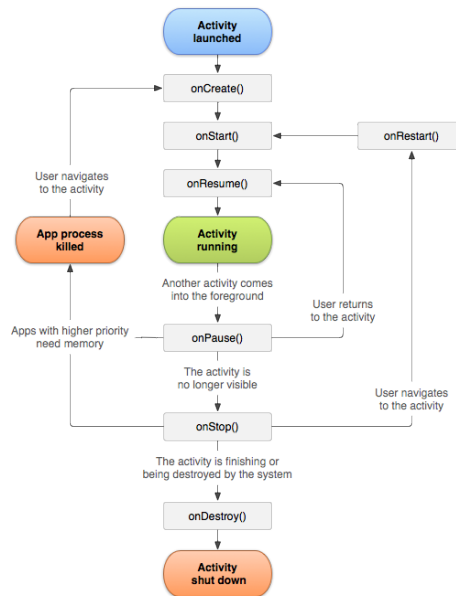 Activity
launched
onCreate()
onStart()
onRestart()
User navigates
to the activity
onResume()
App process
killed
Activity
running
Another activity comes
into the foreground
User returns
to the activity
Apps with higher priority
need memory
onPause()
The activity
is no longer visible
User navigates
to the activity
onStop()
The activity is finishing or
being destroyed by the system
onDestroy()
Activity
shut down